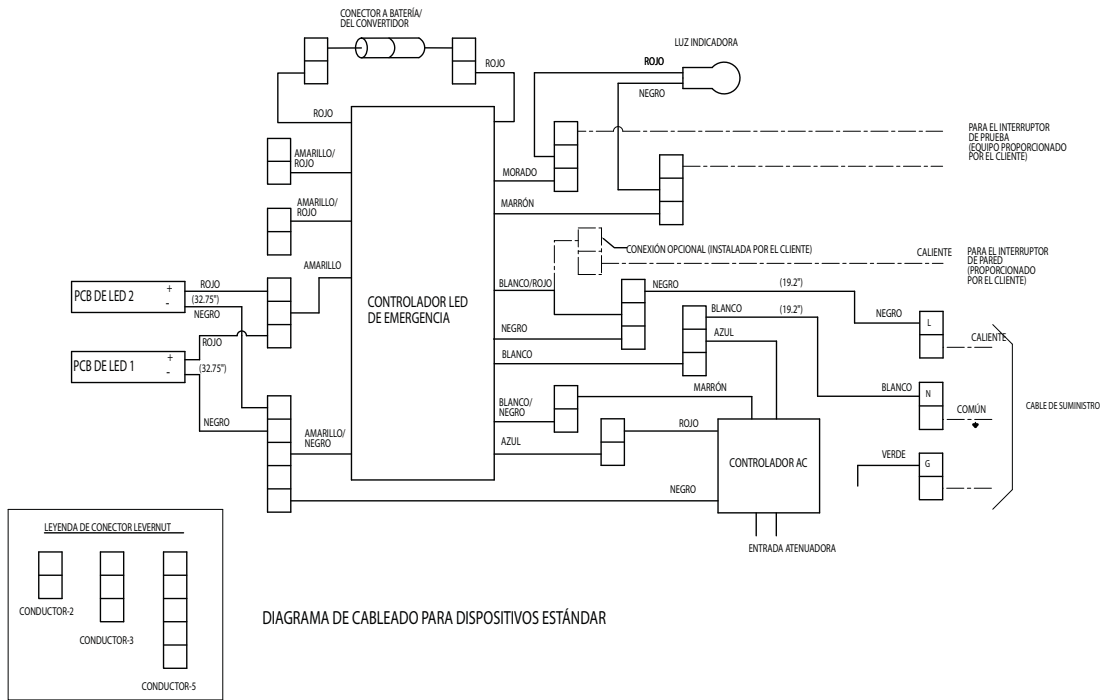 CONECTOR A BATERÍA/
DEL CONVERTIDOR
ROJO
ROJO
LUZ INDICADORA
ROJO
NEGRO
PARA EL INTERRUPTOR
DE PRUEBA
(EQUIPO PROPORCIONADO
POR EL CLIENTE)
AMARILLO/
ROJO
MORADO
AMARILLO/
ROJO
MARRÓN
CONEXIÓN OPCIONAL (INSTALADA POR EL CLIENTE)
CALIENTE
PARA EL INTERRUPTOR
DE PARED
(PROPORCIONADO
POR EL CLIENTE)
AMARILLO
BLANCO/ROJO
CONTROLADOR LED
DE EMERGENCIA
PCB DE LED 2
+
-
ROJO
(32.75")
NEGRO
ROJO
PCB DE LED 1
+
-
(32.75")
NEGRO
NEGRO
(19.2")
NEGRO
L
CALIENTE
BLANCO
(19.2")
AZUL
NEGRO
BLANCO
MARRÓN
BLANCO
N
COMÚN
CABLE DE SUMINISTRO
BLANCO/
NEGRO
ROJO
AMARILLO/
NEGRO
AZUL
VERDE
G
CONTROLADOR AC
NEGRO
ENTRADA ATENUADORA
LEYENDA DE CONECTOR LEVERNUT
CONDUCTOR-2
CONDUCTOR-3
CONDUCTOR-5
DIAGRAMA DE CABLEADO PARA DISPOSITIVOS ESTÁNDAR